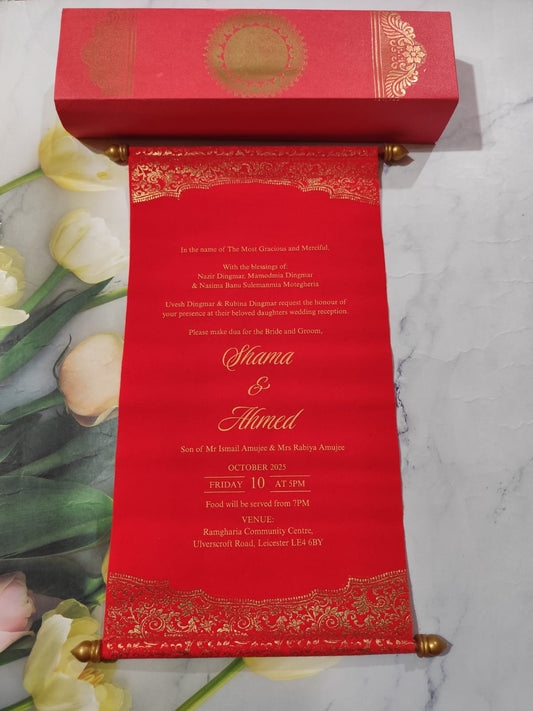 In the name of The Most Gracious and Merciful.
With the blessings of:
Nazir Dingmar, Mamodmia Dingmar
& Nasima Banu Sulemanmia Motegheria
Uvesh Dingmar & Rubina Dingmar request the honour of
your presence at their beloved daughters wedding reception.
Please make dua for the Bride and Groom,
Shama
&
Ahmed
Son of Mr Ismail Amujee & Mrs Rabiya Amujee
OCTOBER 2025
FRIDAY 10 AT 5PM
Food will be served from 7PM
VENUE:
Ramgharia Community Centre,
Ulverscroft Road, Leicester LE4 6BY